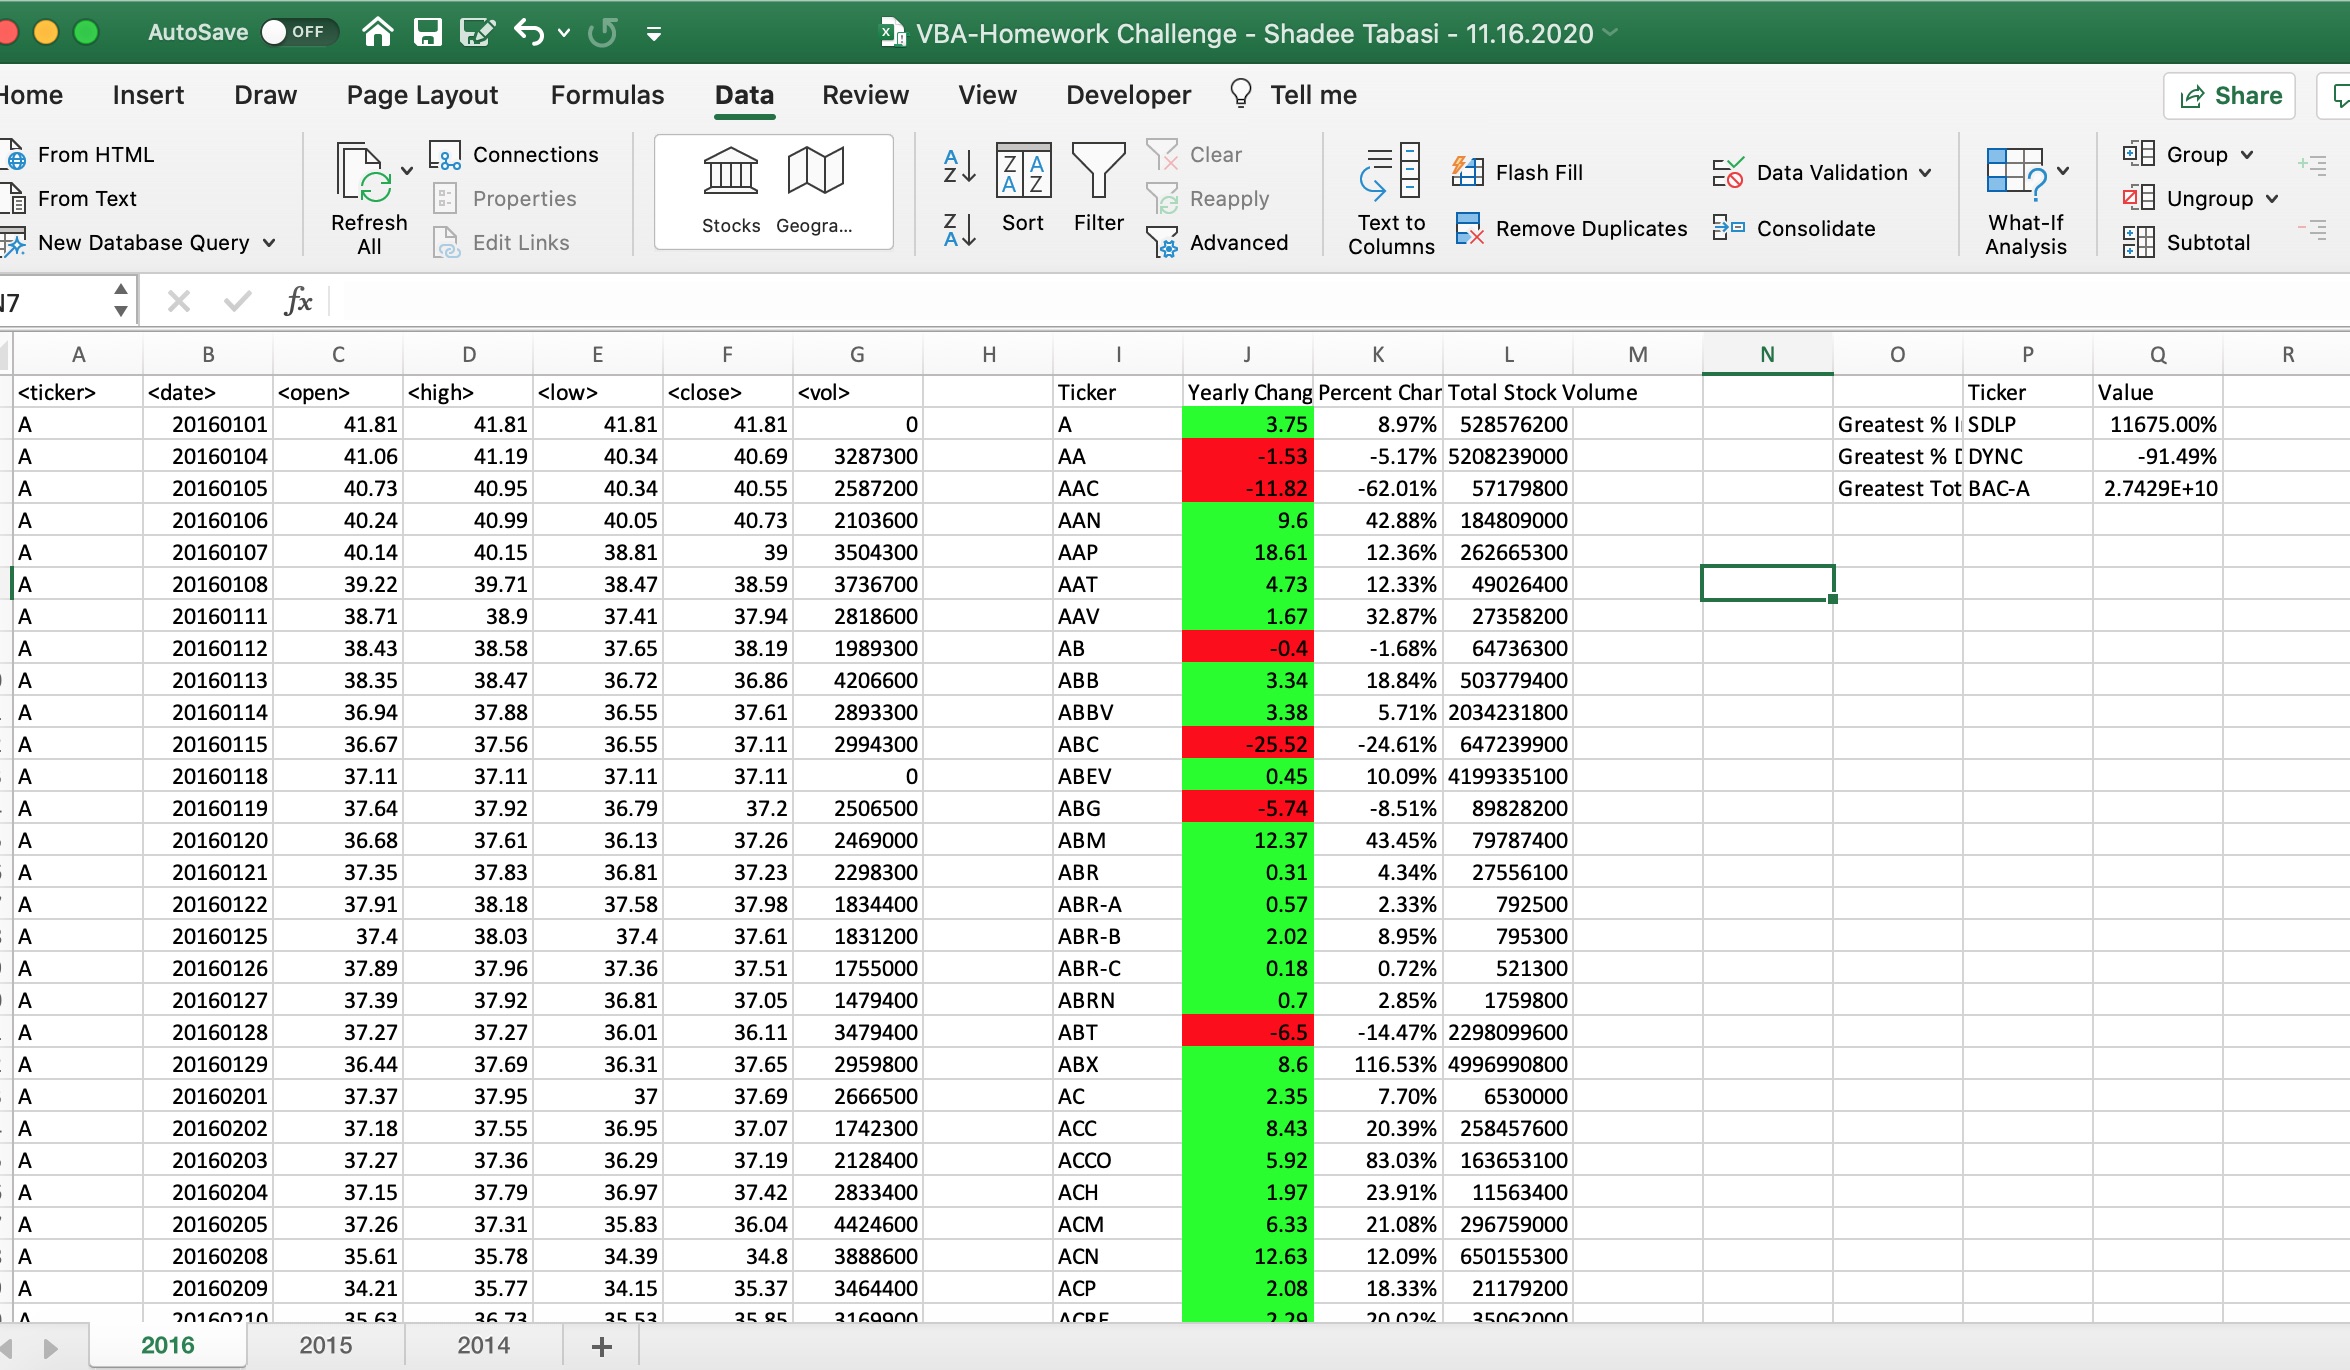 AutoSave OFF VBA-Homework Challenge - Shadee Tabasi - 11.16.2020
Insert Draw Page Layout Formulas Data Review View Developer Tell me Share
From HTML
From Text
New Database Query
Refresh All
Connections
Properties
Edit Links
Stocks Geogra...
A Z
Z A
Z A A Z
Sort
Filter
Clear
Reapply
Advanced
Text to Columns
Flash Fill
Remove Duplicates
Data Validation
Consolidate
What-If Analysis
Group
Ungroup
Subtotal
fx
A B C D E F G H I J K L M N O P Q R
<ticker> <date> <open> <high> <low> <close> <vol> Ticker Yearly Chang Percent Char Total Stock Volume Ticker Value
A 20160101 41.81 41.81 41.81 41.81 0 A 3.75 8.97% 528576200 Greatest % SDLP 11675.00%
A 20160104 41.06 41.19 40.34 40.69 3287300 AA -1.53 -5.17% 5208239000 Greatest % DYNC -91.49%
A 20160105 40.73 40.95 40.34 40.55 2587200 AAC -11.82 -62.01% 57179800 Greatest Tot BAC-A 2.7429E+10
A 20160106 40.24 40.99 40.05 40.73 2103600 AAN 9.6 42.88% 184809000
A 20160107 40.14 40.15 38.81 39 3504300 AAP 18.61 12.36% 262665300
A 20160108 39.22 39.71 38.47 38.59 3736700 AAT 4.73 12.33% 49026400
A 20160111 38.71 38.9 37.41 37.94 2818600 AAV 1.67 32.87% 27358200
A 20160112 38.43 38.58 37.65 38.19 1989300 AB -0.4 -1.68% 64736300
A 20160113 38.35 38.47 36.72 36.86 4206600 ABB 3.34 18.84% 503779400
A 20160114 36.94 37.88 36.55 37.61 2893300 ABBV 3.38 5.71% 2034231800
A 20160115 36.67 37.56 36.55 37.11 2994300 ABC -25.52 -24.61% 647239900
A 20160118 37.11 37.11 37.11 37.11 0 ABEV 0.45 10.09% 4199335100
A 20160119 37.64 37.92 36.79 37.2 2506500 ABG -5.74 -8.51% 89828200
A 20160120 36.68 37.61 36.13 37.26 2469000 ABM 12.37 43.45% 79787400
A 20160121 37.35 37.83 36.81 37.23 2298300 ABR 0.31 4.34% 27556100
A 20160122 37.91 38.18 37.58 37.98 1834400 ABR-A 0.57 2.33% 792500
A 20160125 37.4 38.03 37.4 37.61 1831200 ABR-B 2.02 8.95% 795300
A 20160126 37.89 37.96 37.36 37.51 1755000 ABR-C 0.18 0.72% 521300
A 20160127 37.39 37.92 36.81 37.05 1479400 ABRN 0.7 2.85% 1759800
A 20160128 37.27 37.27 36.01 36.11 3479400 ABT -6.5 -14.47% 2298099600
A 20160129 36.44 37.69 36.31 37.65 2959800 ABX 8.6 116.53% 4996990800
A 20160201 37.37 37.95 37 37.69 2666500 AC 2.35 7.70% 6530000
A 20160202 37.18 37.55 36.95 37.07 1742300 ACC 8.43 20.39% 258457600
A 20160203 37.27 37.36 36.29 37.19 2128400 ACCO 5.92 83.03% 163653100
A 20160204 37.15 37.79 36.97 37.42 2833400 ACH 1.97 23.91% 11563400
A 20160205 37.26 37.31 35.83 36.04 4424600 ACM 6.33 21.08% 296759000
A 20160208 35.61 35.78 34.39 34.8 3888600 ACN 12.63 12.09% 650155300
A 20160209 34.21 35.77 34.15 35.37 3464400 ACP 2.08 18.33% 21179200
A 20160210 35.63 36.73 35.53 35.85 3169900 ACRE 2.29 20.02% 35062000
2016 2015 2014 +